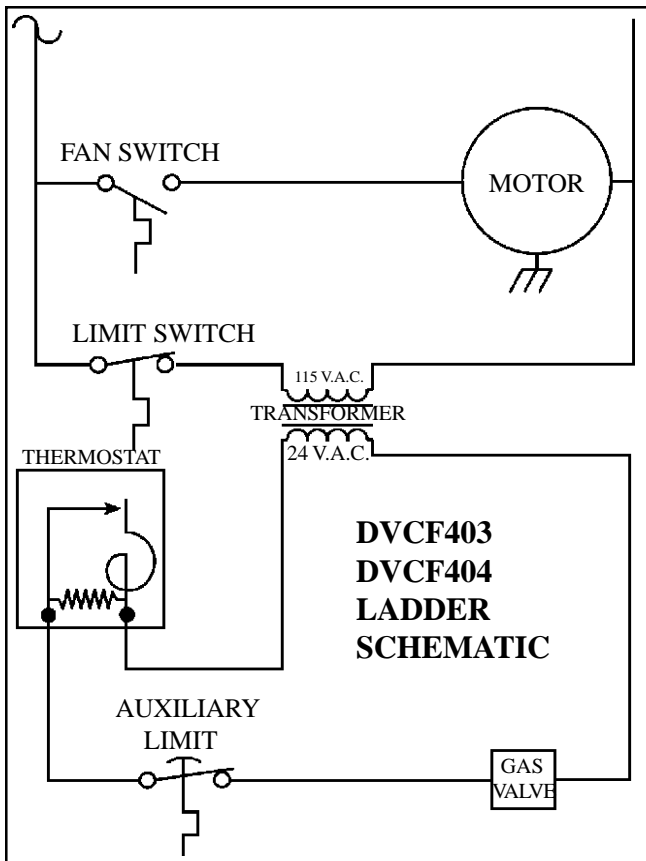 FAN SWITCH
MOTOR
LIMIT SWITCH
115 V.A.C.
TRANSFORMER
24 V.A.C.
THERMOSTAT
DVCF403
DVCF404
LADDER
SCHEMATIC
AUXILIARY
LIMIT
GAS
VALVE